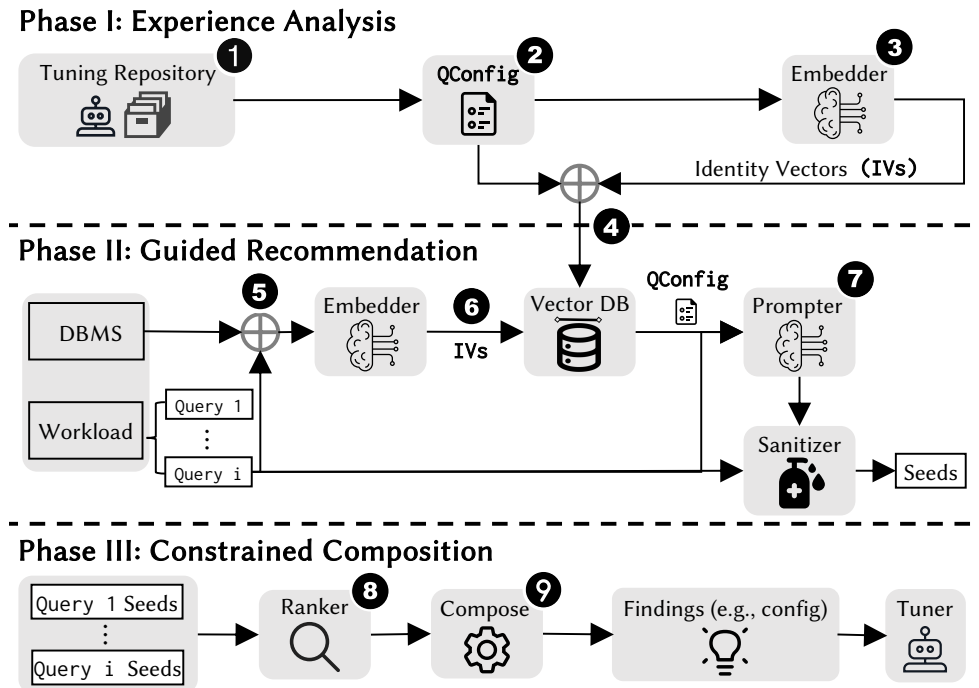 Phase I: Experience Analysis
Tuning Repository
1
QConfig
2
Embedder
3
Identity Vectors (IVs)
4
Phase II: Guided Recommendation
DBMS
5
Embedder
6
IVs
Vector DB
QConfig
Prompter
7
Workload
Query 1
⋮
Query i
Sanitizer
Seeds
Phase III: Constrained Composition
Query 1 Seeds
⋮
Query i Seeds
Ranker
8
Compose
9
Findings (e.g., config)
Tuner